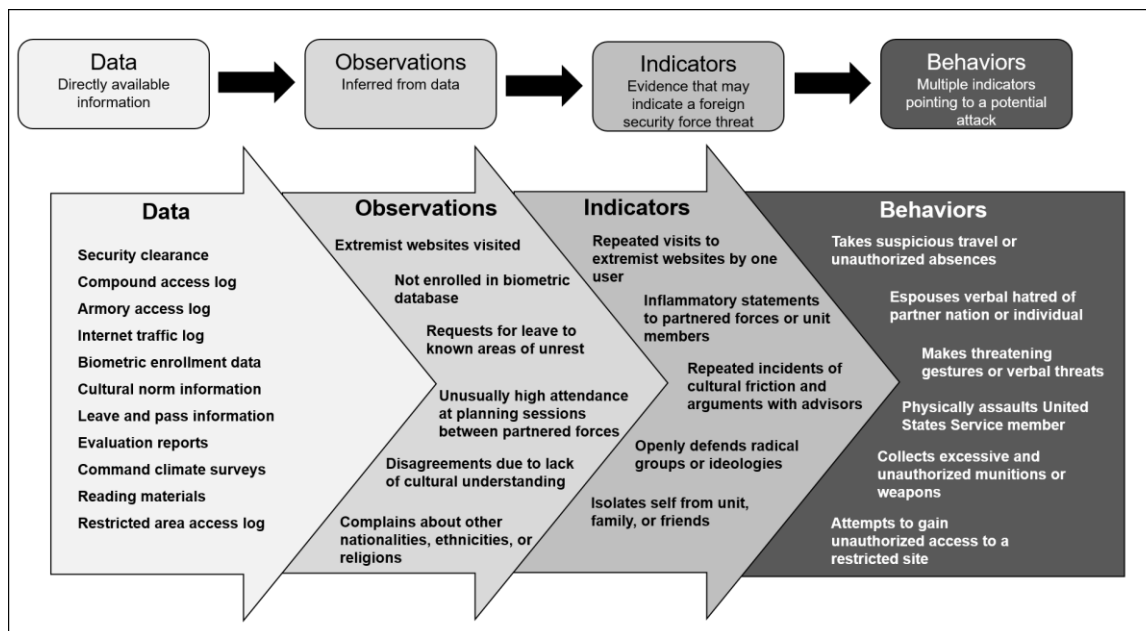 Data
Directly available
information
Observations
Inferred from data
Indicators
Evidence that may
indicate a foreign
security force threat
Behaviors
Multiple indicators
pointing to a potential
attack
Data
Security clearance
Compound access log
Armory access log
Internet traffic log
Biometric enrollment data
Cultural norm information
Leave and pass information
Evaluation reports
Command climate surveys
Reading materials
Restricted area access log
Observations
Extremist websites visited
Not enrolled in biometric
database
Requests for leave to
known areas of unrest
Unusually high attendance
at planning sessions
between partnered forces
Disagreements due to lack
of cultural understanding
Complains about other
nationalities, ethnicities, or
religions
Indicators
Repeated visits to
extremist websites by one
user
Inflammatory statements
to partnered forces or unit
members
Repeated incidents of
cultural friction and
arguments with advisors
Openly defends radical
groups or ideologies
Isolates self from unit,
family, or friends
Behaviors
Takes suspicious travel or
unauthorized absences
Espouses verbal hatred of
partner nation or individual
Makes threatening
gestures or verbal threats
Physically assaults United
States Service member
Collects excessive and
unauthorized munitions or
weapons
Attempts to gain
unauthorized access to a
restricted site